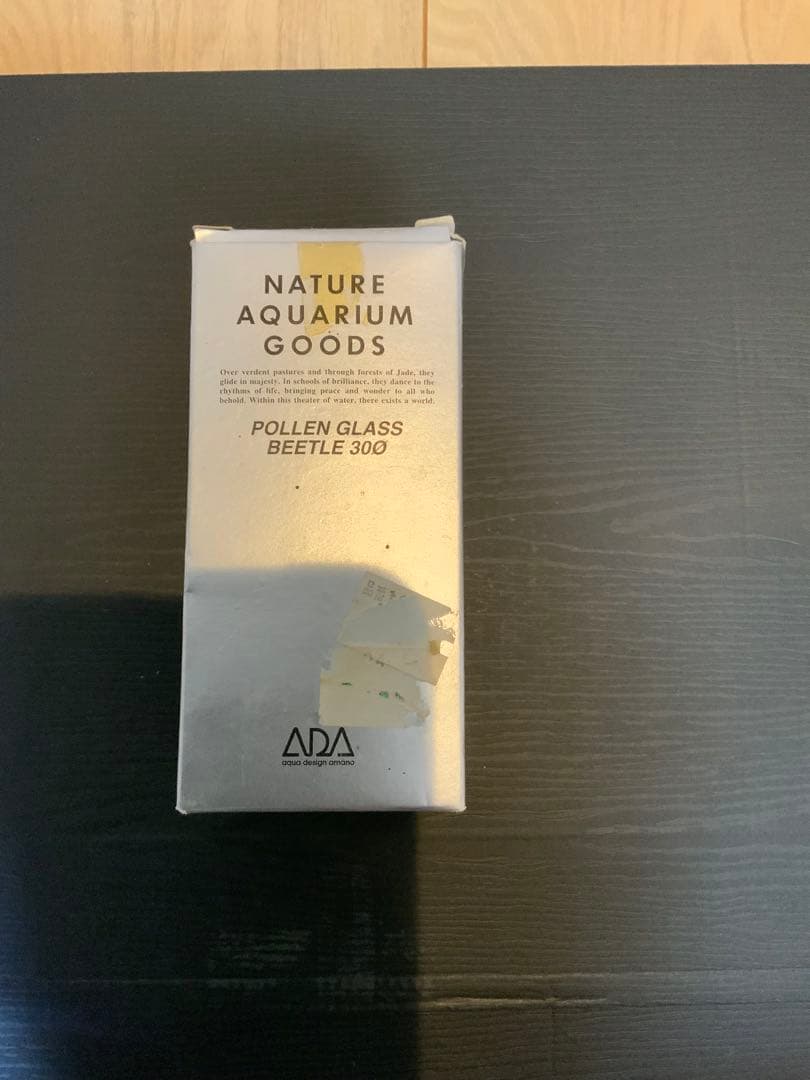 NATURE
AQUARIUM
GOODS
Over verdent pastures and through forests of Jade, they
glide in majesty. In schools of brilliance, they dance to the
rhythms of life, bringing peace and wonder to all who
behold. Within this theater of water, there exists a world.
POLLEN GLASS
BEETLE 30Ø
ADA
aqua design amano